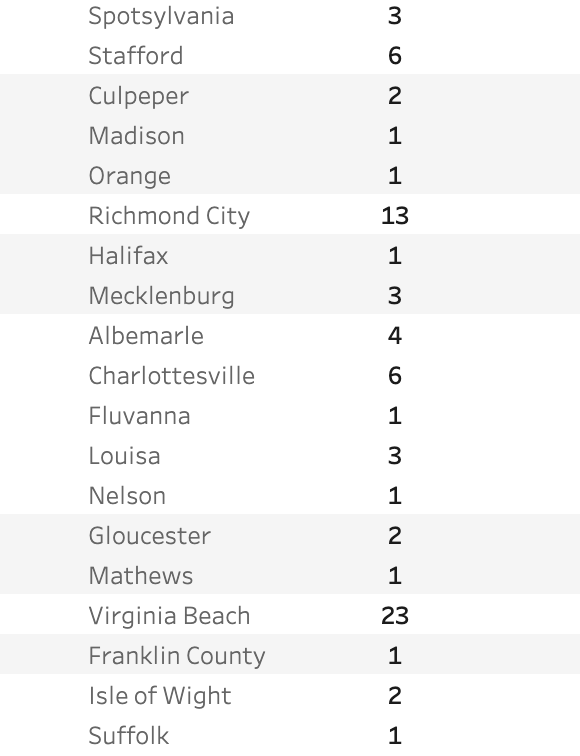 Spotsylvania 3
Stafford 6
Culpeper 2
Madison 1
Orange 1
Richmond City 13
Halifax 1
Mecklenburg 3
Albemarle 4
Charlottesville 6
Fluvanna 1
Louisa 3
Nelson 1
Gloucester 2
Mathews 1
Virginia Beach 23
Franklin County 1
Isle of Wight 2
Suffolk 1